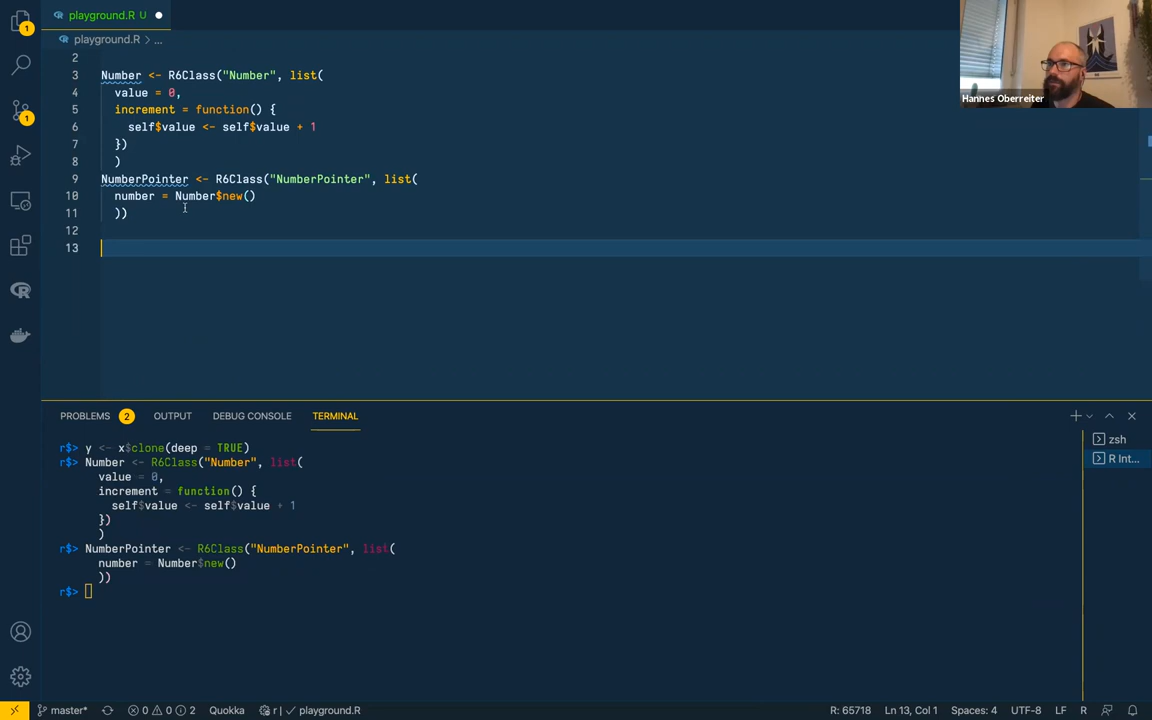 playground.R U
playground.R > ...
Hannes Oberreiter
2
3 Number <- R6Class("Number", list(
4 value = 0,
5 increment = function() {
6 self$value <- self$value + 1
7 })
8 )
9 NumberPointer <- R6Class("NumberPointer", list(
10 number = Number$new()
11 ))
12
13
1
1
PROBLEMS 2 OUTPUT DEBUG CONSOLE TERMINAL
r$> y <- x$clone(deep = TRUE)
r$> Number <- R6Class("Number", list(
value = 0,
increment = function() {
self$value <- self$value + 1
})
)
r$> NumberPointer <- R6Class("NumberPointer", list(
number = Number$new()
))
r$>
zsh
R Int...
master* 0 0 2 Quokka r | playground.R R: 65718 Ln 13, Col 1 Spaces: 4 UTF-8 LF R